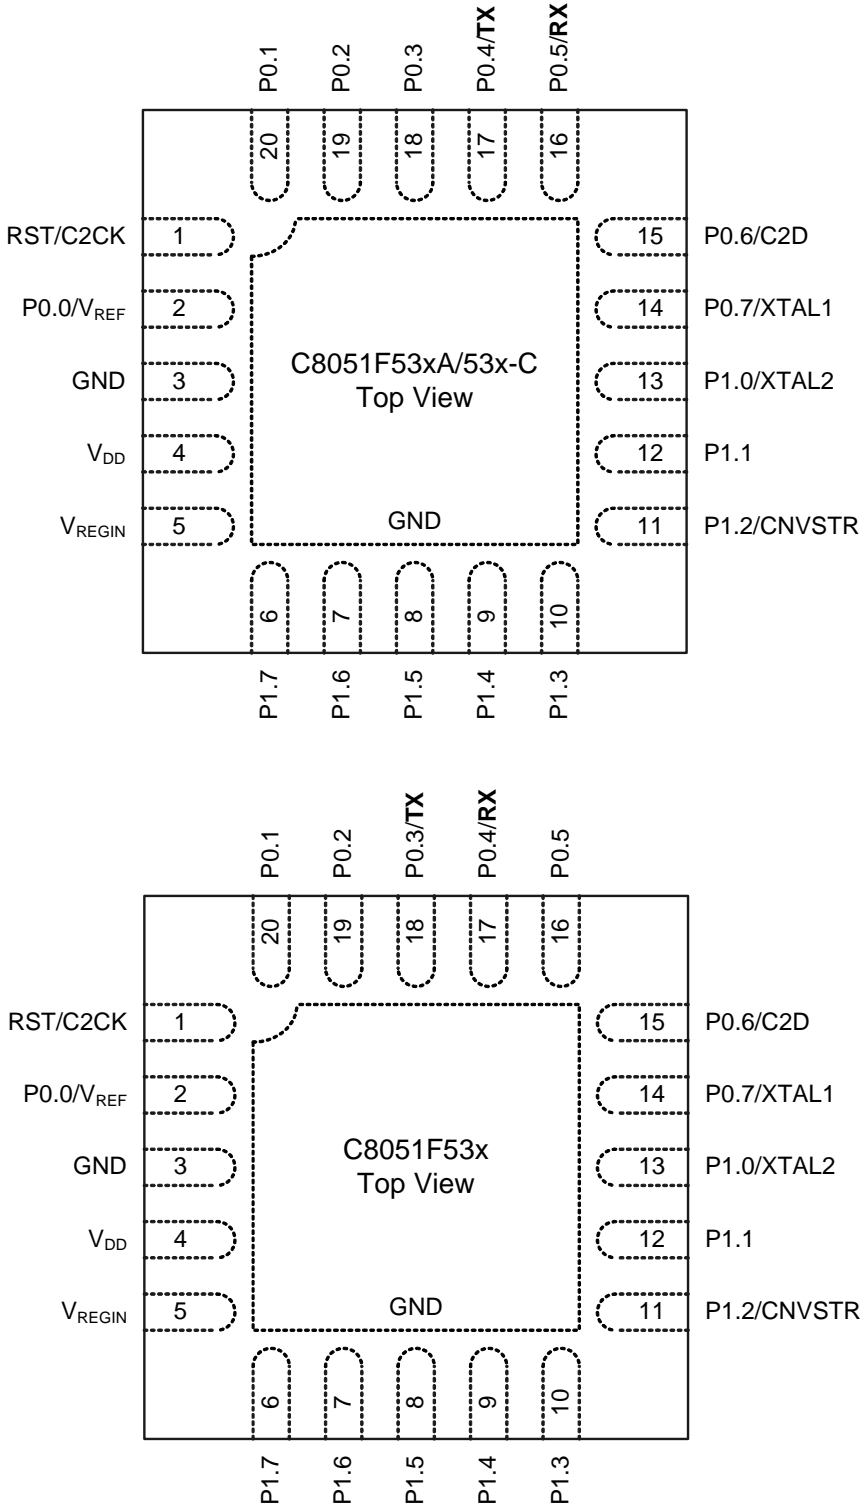 P0.1
P0.2
P0.3
P0.4/TX
P0.5/RX
20
19
18
17
16
RST/C2CK 1
15 P0.6/C2D
P0.0/VREF 2
14 P0.7/XTAL1
GND 3
13 P1.0/XTAL2
C8051F53xA/53x-C
Top View
VDD 4
12 P1.1
VREGIN 5
GND
11 P1.2/CNVSTR
6
7
8
9
10
P1.7
P1.6
P1.5
P1.4
P1.3
P0.1
P0.2
P0.3/TX
P0.4/RX
P0.5
20
19
18
17
16
RST/C2CK 1
15 P0.6/C2D
P0.0/VREF 2
14 P0.7/XTAL1
GND 3
13 P1.0/XTAL2
C8051F53x
Top View
VDD 4
12 P1.1
VREGIN 5
GND
11 P1.2/CNVSTR
6
7
8
9
10
P1.7
P1.6
P1.5
P1.4
P1.3